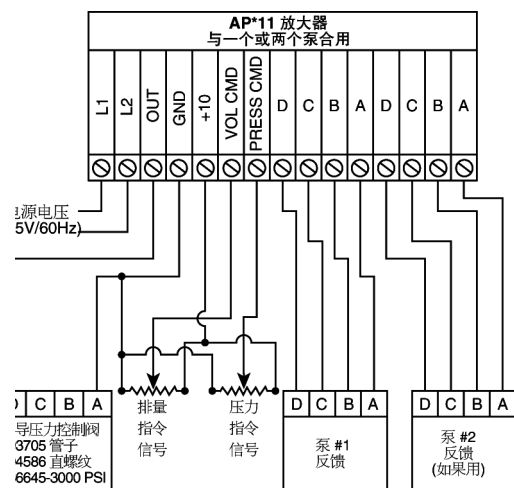 AP*11 放大器
与一个或两个泵合用
L1 L2 OUT GND +10 VOL CMD PRESS CMD D C B A D C B A
电源电压
5V/60Hz)
C B A
排量
指令
信号
压力
指令
信号
D C B A
泵 #1
反馈
D C B A
泵 #2
反馈
(如果用)
导压力控制阀
3705 管子
4586 直螺纹
66645-3000 PSI